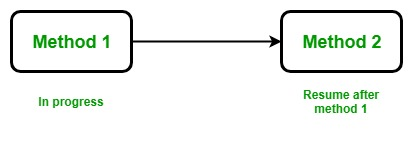 Method 1
Method 2
In progress
Resume after
method 1